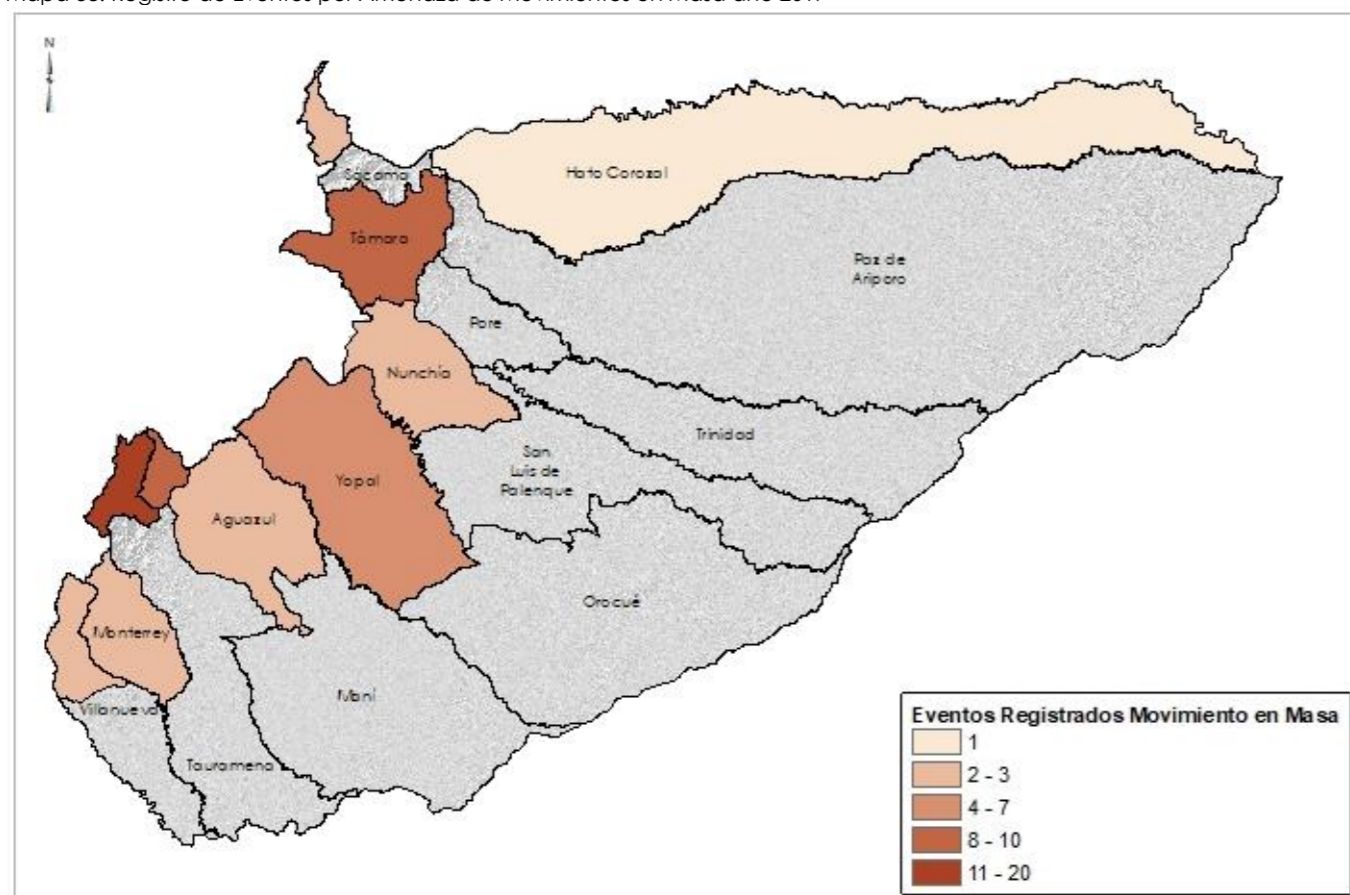 N
Hato Corozal
Sácama
Támara
Paz de
Ariporo
Pore
Nunchía
Trinidad
San
Luis de
Palenque
Yopal
Aguazul
Orocué
Monterrey
Maní
Villanueva
Tauramena
Eventos Registrados Movimiento en Masa
1
2 - 3
4 - 7
8 - 10
11 - 20